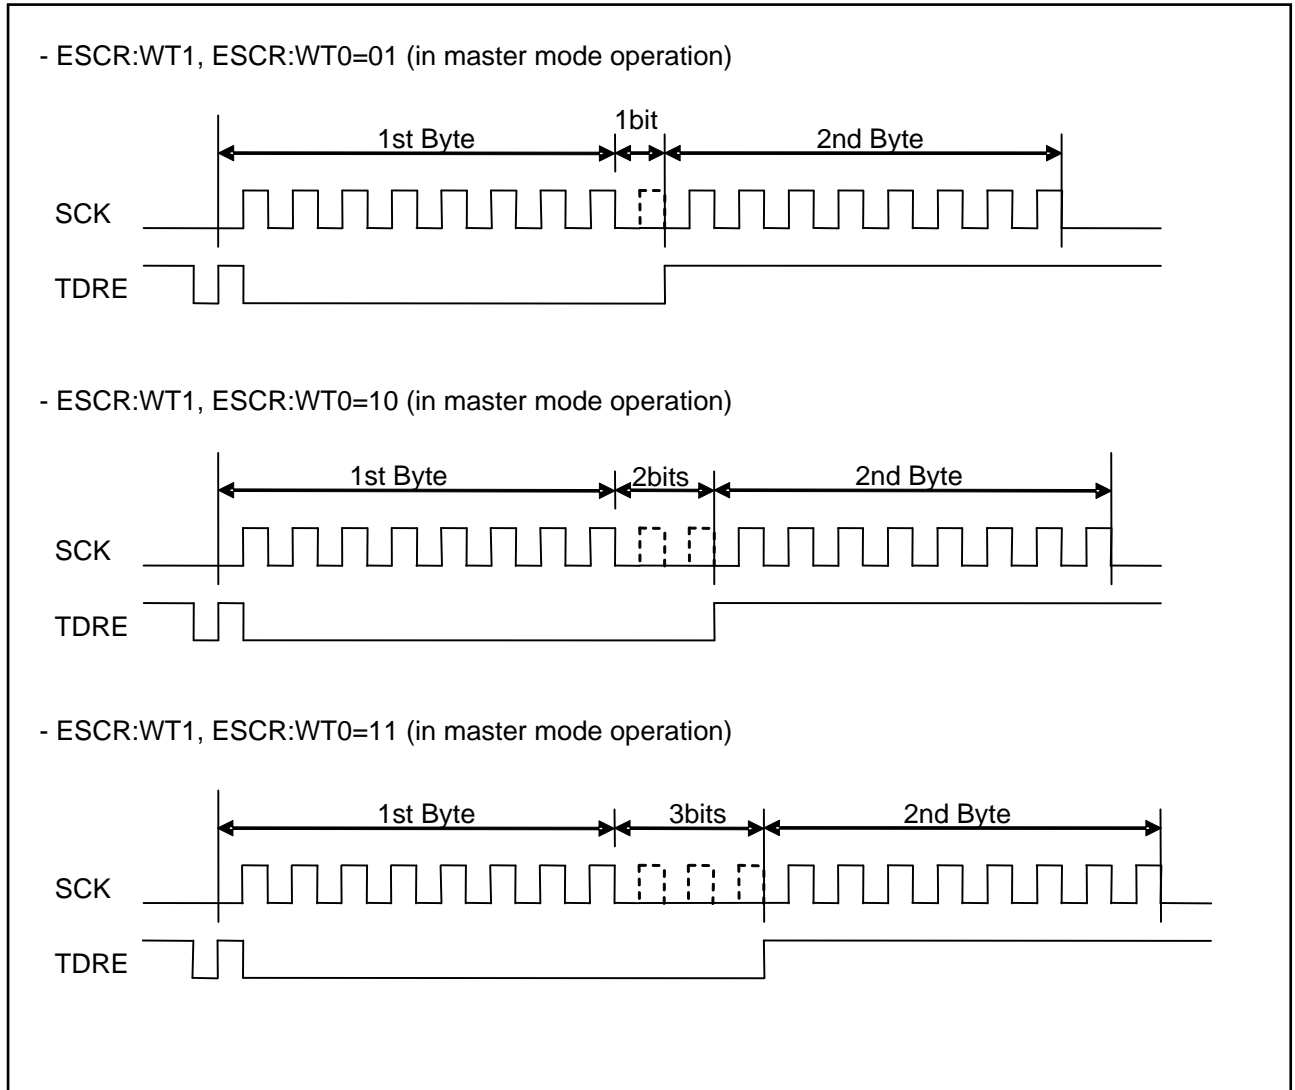 - ESCR:WT1, ESCR:WT0=01 (in master mode operation)
1bit
1st Byte
2nd Byte
SCK
TDRE
- ESCR:WT1, ESCR:WT0=10 (in master mode operation)
1st Byte
2bits
2nd Byte
SCK
TDRE
- ESCR:WT1, ESCR:WT0=11 (in master mode operation)
1st Byte
3bits
2nd Byte
SCK
TDRE